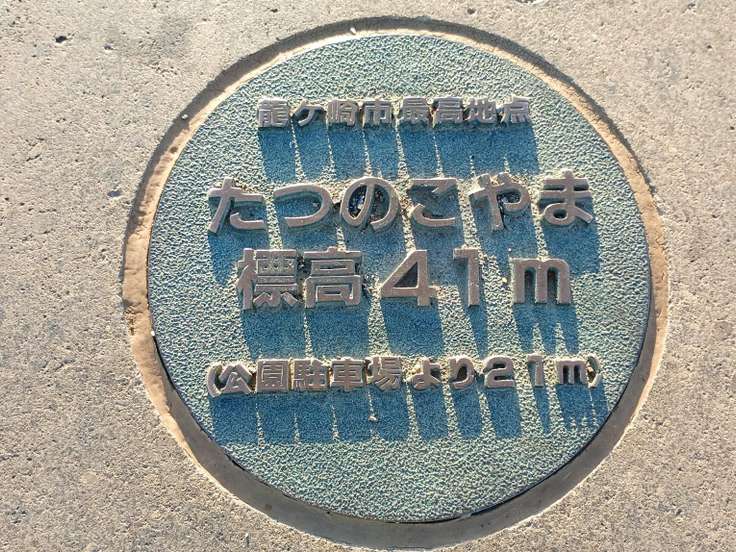 龍ケ崎市最高地点
たつのこやま
標高41m
(公園駐車場より21m)